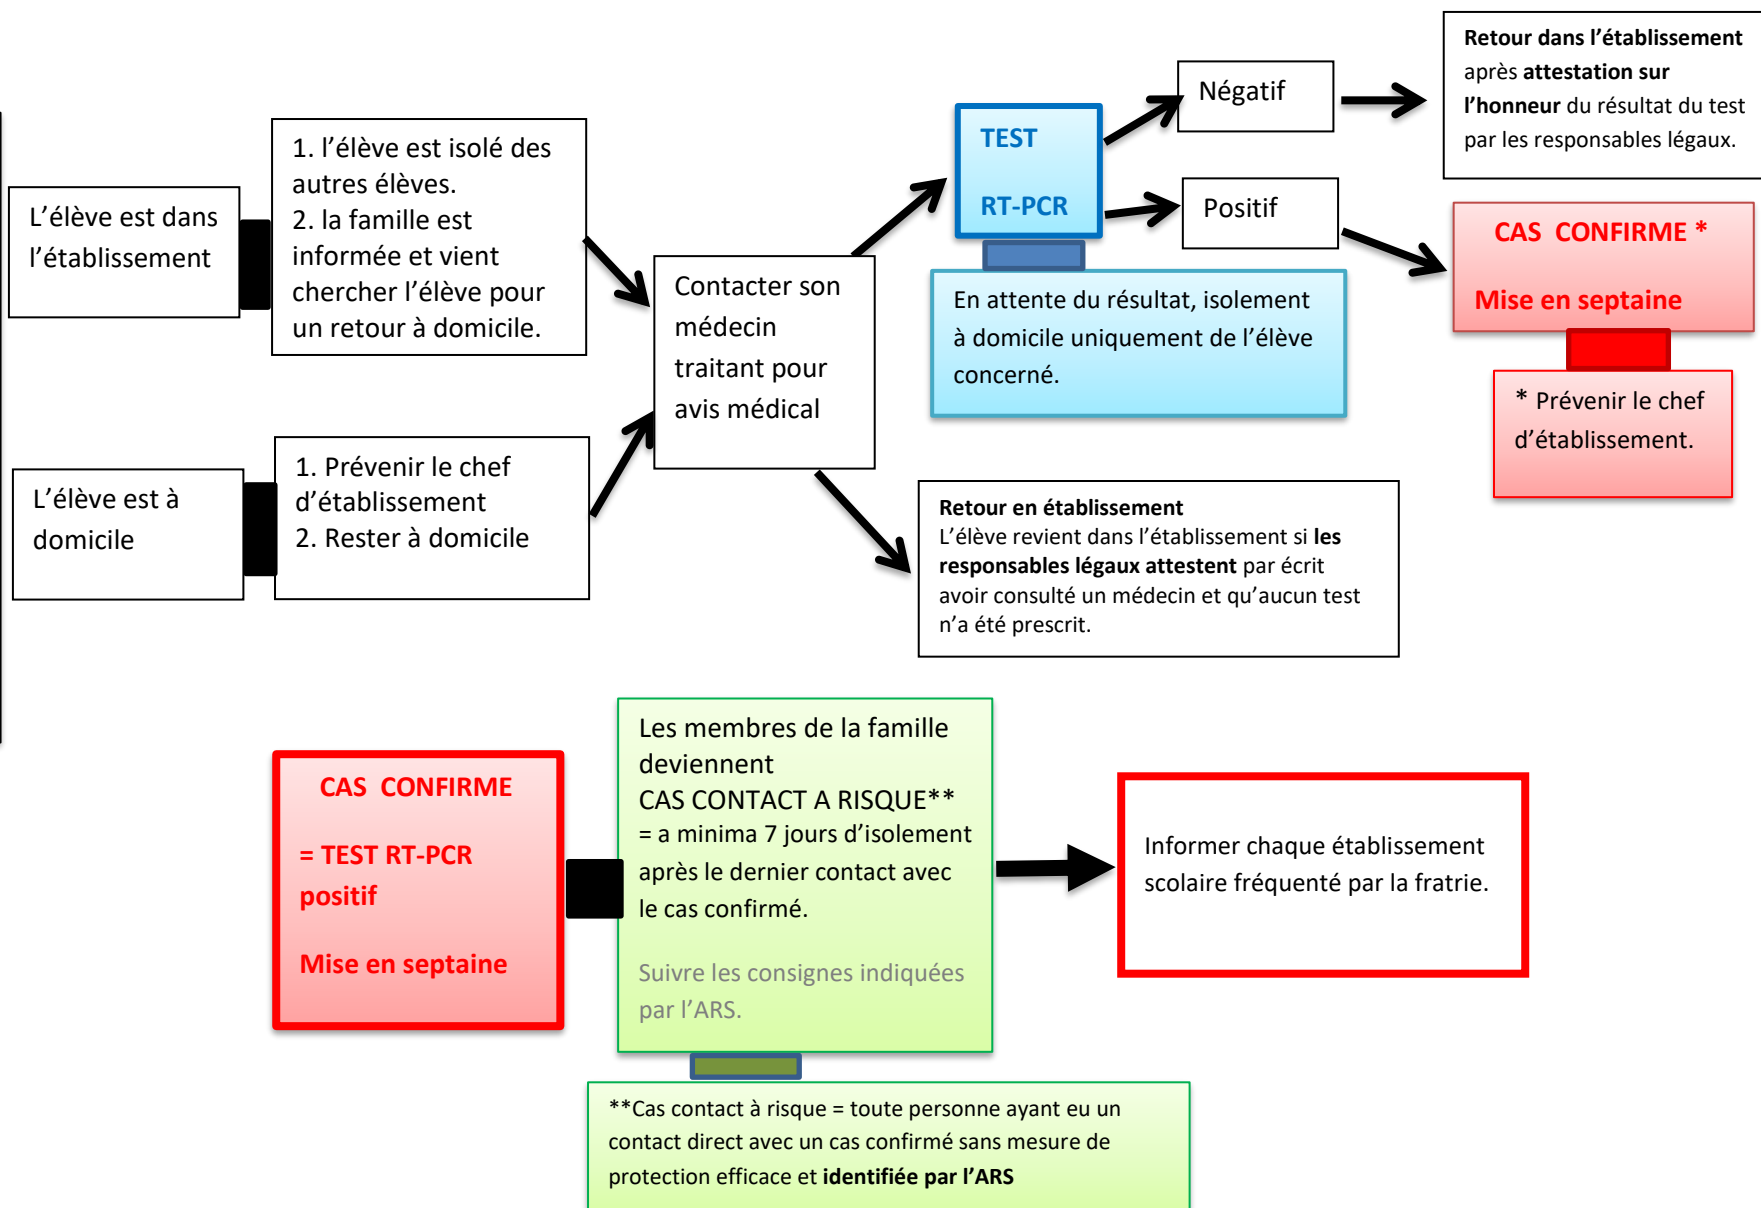 L’élève est dans
l’établissement
1. l’élève est isolé des
autres élèves.
2. la famille est
informée et vient
chercher l’élève pour
un retour à domicile.
L’élève est à
domicile
1. Prévenir le chef
d’établissement
2. Rester à domicile
Contacter son
médecin
traitant pour
avis médical
TEST
RT-PCR
En attente du résultat, isolement
à domicile uniquement de l’élève
concerné.
Négatif
Retour dans l’établissement
après attestation sur
l’honneur du résultat du test
par les responsables légaux.
Positif
CAS CONFIRME *
Mise en septaine
* Prévenir le chef
d’établissement.
Retour en établissement
L’élève revient dans l’établissement si les
responsables légaux attestent par écrit
avoir consulté un médecin et qu’aucun test
n’a été prescrit.
CAS CONFIRME
= TEST RT-PCR
positif
Mise en septaine
Les membres de la famille
deviennent
CAS CONTACT A RISQUE**
= a minima 7 jours d’isolement
après le dernier contact avec
le cas confirmé.
Suivre les consignes indiquées
par l’ARS.
Informer chaque établissement
scolaire fréquenté par la fratrie.
**Cas contact à risque = toute personne ayant eu un
contact direct avec un cas confirmé sans mesure de
protection efficace et identifiée par l’ARS